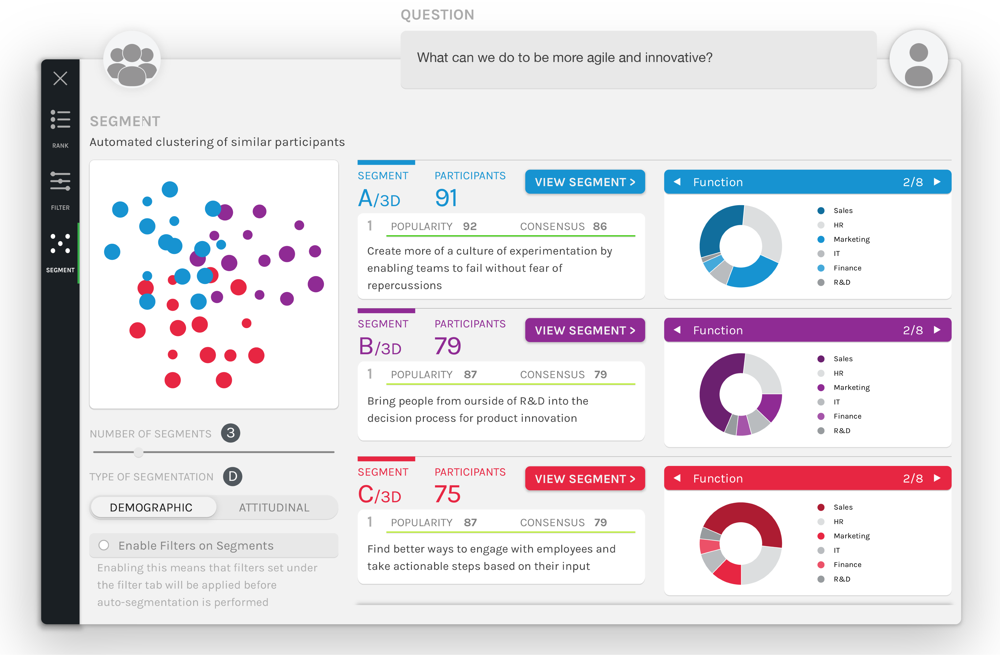 QUESTION
What can we do to be more agile and innovative?
RANK
FILTER
SEGMENT
SEGMENT
Automated clustering of similar participants
NUMBER OF SEGMENTS 3
TYPE OF SEGMENTATION D
DEMOGRAPHIC ATTITUDINAL
Enable Filters on Segments
Enabling this means that filters set under
the filter tab will be applied before
auto-segmentation is performed
SEGMENT PARTICIPANTS
A/3D 91
VIEW SEGMENT >
1 POPULARITY 92 CONSENSUS 86
Create more of a culture of experimentation by
enabling teams to fail without fear of
repercussions
Function 2/8
Sales
HR
Marketing
IT
Finance
R&D
SEGMENT PARTICIPANTS
B/3D 79
VIEW SEGMENT >
1 POPULARITY 87 CONSENSUS 79
Bring people from ourside of R&D into the
decision process for product innovation
Function 2/8
Sales
HR
Marketing
IT
Finance
R&D
SEGMENT PARTICIPANTS
C/3D 75
VIEW SEGMENT >
1 POPULARITY 87 CONSENSUS 79
Find better ways to engage with employees and
take actionable steps based on their input
Function 2/8
Sales
HR
Marketing
IT
Finance
R&D